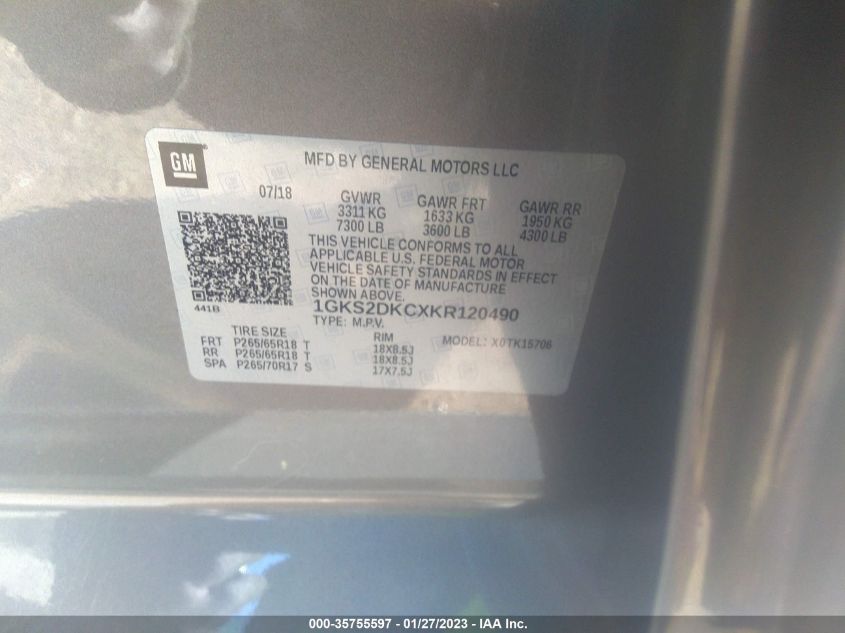 GM
MFD BY GENERAL MOTORS LLC
07/18
GVWR
3311 KG
7300 LB
GAWR FRT
1633 KG
3600 LB
GAWR RR
1950 KG
4300 LB
THIS VEHICLE CONFORMS TO ALL
APPLICABLE U.S. FEDERAL MOTOR
VEHICLE SAFETY STANDARDS IN EFFECT
ON THE DATE OF MANUFACTURE
SHOWN ABOVE.
441B
1GKS2DKCXKR120490
TYPE: M.P.V.
MODEL: X0TK15706
TIRE SIZE RIM
FRT P265/65R18 T 18X8.5J
RR P265/65R18 T 18X8.5J
SPA P265/70R17 S 17X7.5J
000-35755597 - 01/27/2023 - © IAA Inc.